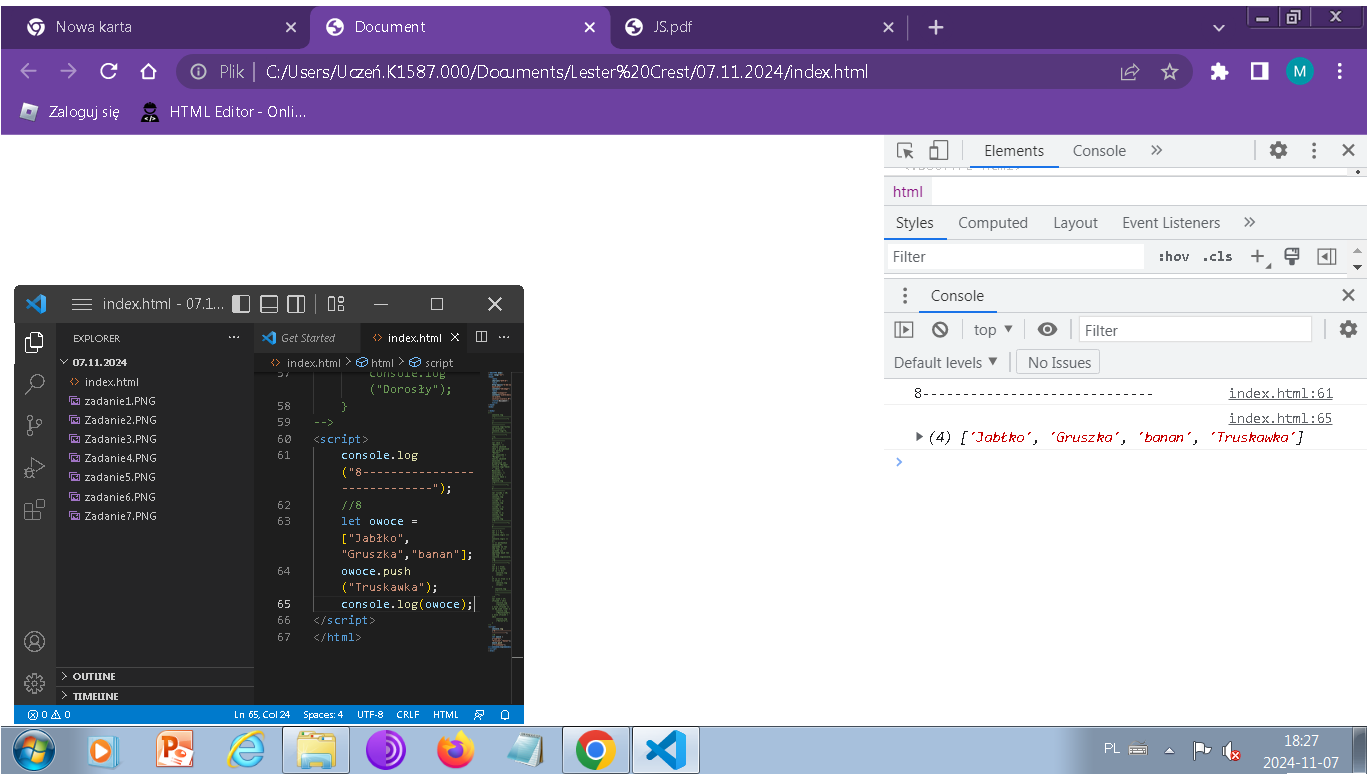 Nowa karta
Document
JS.pdf
Plik
C:/Users/Uczeń.K1587.000/Documents/Lester%20Crest/07.11.2024/index.html
M
Zaloguj się
HTML Editor - Onli...
Elements
Console
html
Styles
Computed
Layout
Event Listeners
Filter
:hov
.cls
Console
top
Filter
Default levels
No Issues
8----------------------------- index.html:61
index.html:65
(4) ['Jabłko', 'Gruszka', 'banan', 'Truskawka']
index.html - 07.1...
EXPLORER
07.11.2024
index.html
zadanie1.PNG
Zadanie2.PNG
Zadanie3.PNG
Zadanie4.PNG
zadanie5.PNG
zadanie6.PNG
Zadanie7.PNG
OUTLINE
TIMELINE
Get Started
index.html
index.html > html > script
57 console.log
("Dorosły");
58 }
59 -->
60 <script>
61 console.log
("8----------------
-------------");
62 //8
63 let owoce =
["Jabłko",
"Gruszka","banan"];
64 owoce.push
("Truskawka");
65 console.log(owoce);
66 </script>
67 </html>
0 0
Ln 65, Col 24
Spaces: 4
UTF-8
CRLF
HTML
PL
18:27
2024-11-07